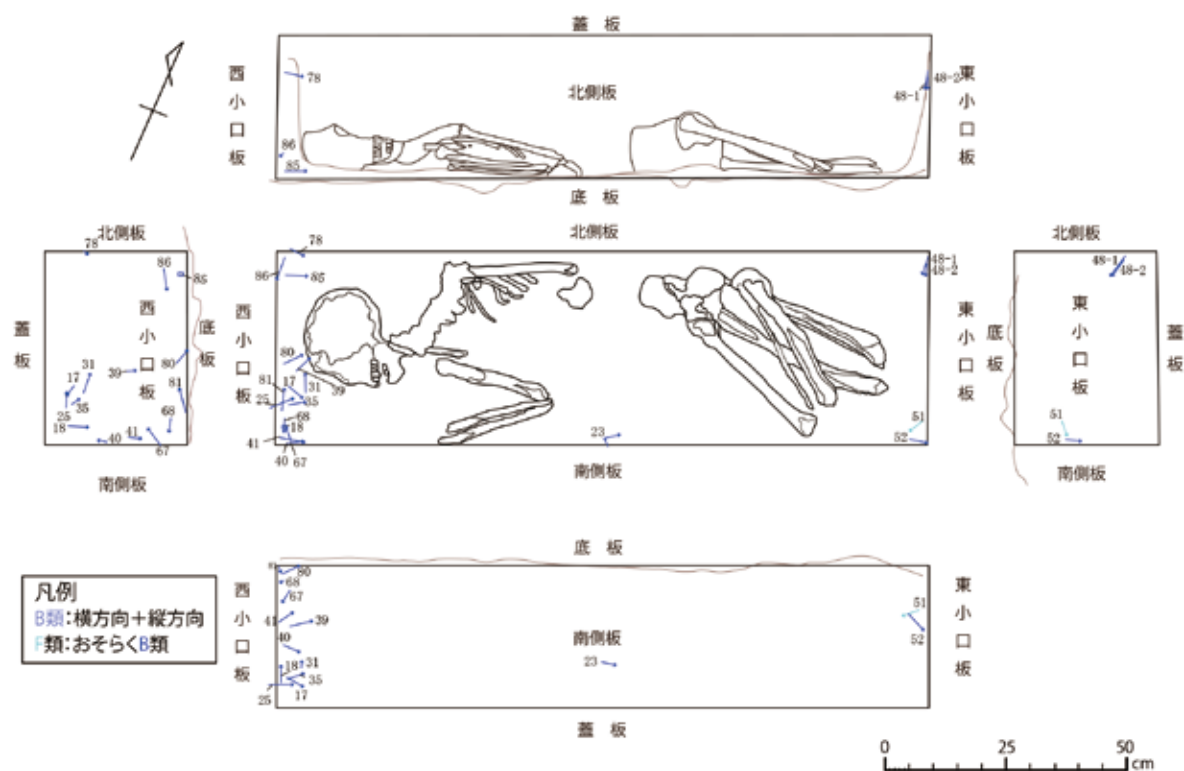 蓋 板
西小口板
78
北側板
東小口板
48-2
48-1
86
85
底 板
北側板
78
86
85
西小口板
底板
蓋板
39
31
17
80
81
35
25
18
40
41
68
67
南側板
北側板
78
86
85
48-1
48-2
西小口板
東小口板
80
81
17
31
39
25
35
68
18
41
40
67
23
51
52
南側板
北側板
48-1
48-2
底板
東小口板
蓋板
51
52
南側板
底 板
西小口板
80
68
67
41
39
40
18
31
35
25
17
南側板
23
51
52
東小口板
蓋 板
凡例
B類:横方向+縦方向
F類:おそらくB類
0
25
50
cm